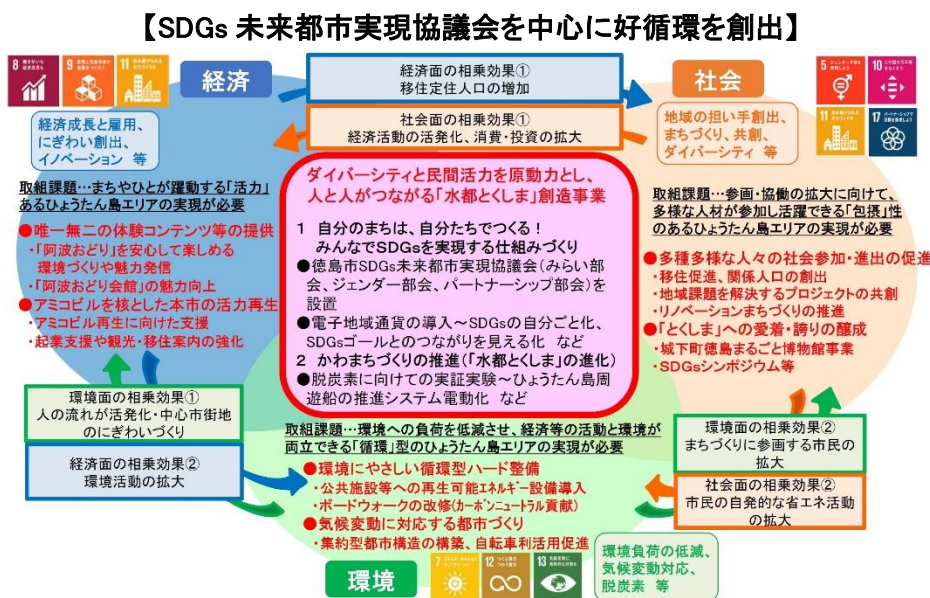 【SDGs 未来都市実現協議会を中心に好循環を創出】
8
9
11
経済
経済成長と雇用、
にぎわい創出、
イノベーション 等
経済面の相乗効果①
移住定住人口の増加
社会面の相乗効果①
経済活動の活発化、消費・投資の拡大
社会
5
10
11
17
地域の担い手創出、
まちづくり、共創、
ダイバーシティ 等
取組課題…まちやひとが躍動する「活力」
あるひょうたん島エリアの実現が必要
●唯一無二の体験コンテンツ等の提供
・「阿波おどり」を安心して楽しめる
環境づくりや魅力発信
・「阿波おどり会館」の魅力向上
●アミコビルを核とした本市の活力再生
・アミコビル再生に向けた支援
・起業支援や観光・移住案内の強化
ダイバーシティと民間活力を原動力とし、
人と人がつながる「水都とくしま」創造事業
1 自分のまちは、自分たちでつくる！
みんなでSDGsを実現する仕組みづくり
●徳島市SDGs未来都市実現協議会（みらい部
会、ジェンダー部会、パートナーシップ部会）を
設置
●電子地域通貨の導入～SDGsの自分ごと化、
SDGsゴールとのつながりを見える化 など
2 かわまちづくりの推進（「水都とくしま」の進化）
●脱炭素に向けての実証実験～ひょうたん島周
遊船の推進システム電動化 など
取組課題…参画・協働の拡大に向けて、
多様な人材が参加し活躍できる「包摂」性
のあるひょうたん島エリアの実現が必要
●多種多様な人々の社会参加・進出の促進
・移住促進、関係人口の創出
・地域課題を解決するプロジェクトの共創
・リノベーションまちづくりの推進
●「とくしま」への愛着・誇りの醸成
・城下町徳島まるごと博物館事業
・SDGsシンポジウム等
環境面の相乗効果①
人の流れが活発化・中心市街地
のにぎわいづくり
経済面の相乗効果②
環境活動の拡大
取組課題…環境への負荷を低減させ、経済等の活動と環境が
両立できる「循環」型のひょうたん島エリアの実現が必要
●環境にやさしい循環型ハード整備
・公共施設等への再生可能エネルギー設備導入
・ボードウォークの改修（カーボンニュートラル貢献）
●気候変動に対応する都市づくり
・集約型都市構造の構築、自転車利活用促進
環境面の相乗効果②
まちづくりに参画する市民の
拡大
社会面の相乗効果②
市民の自発的な省エネ活動
の拡大
環境
7
12
13
環境負荷の低減、
気候変動対応、
脱炭素 等